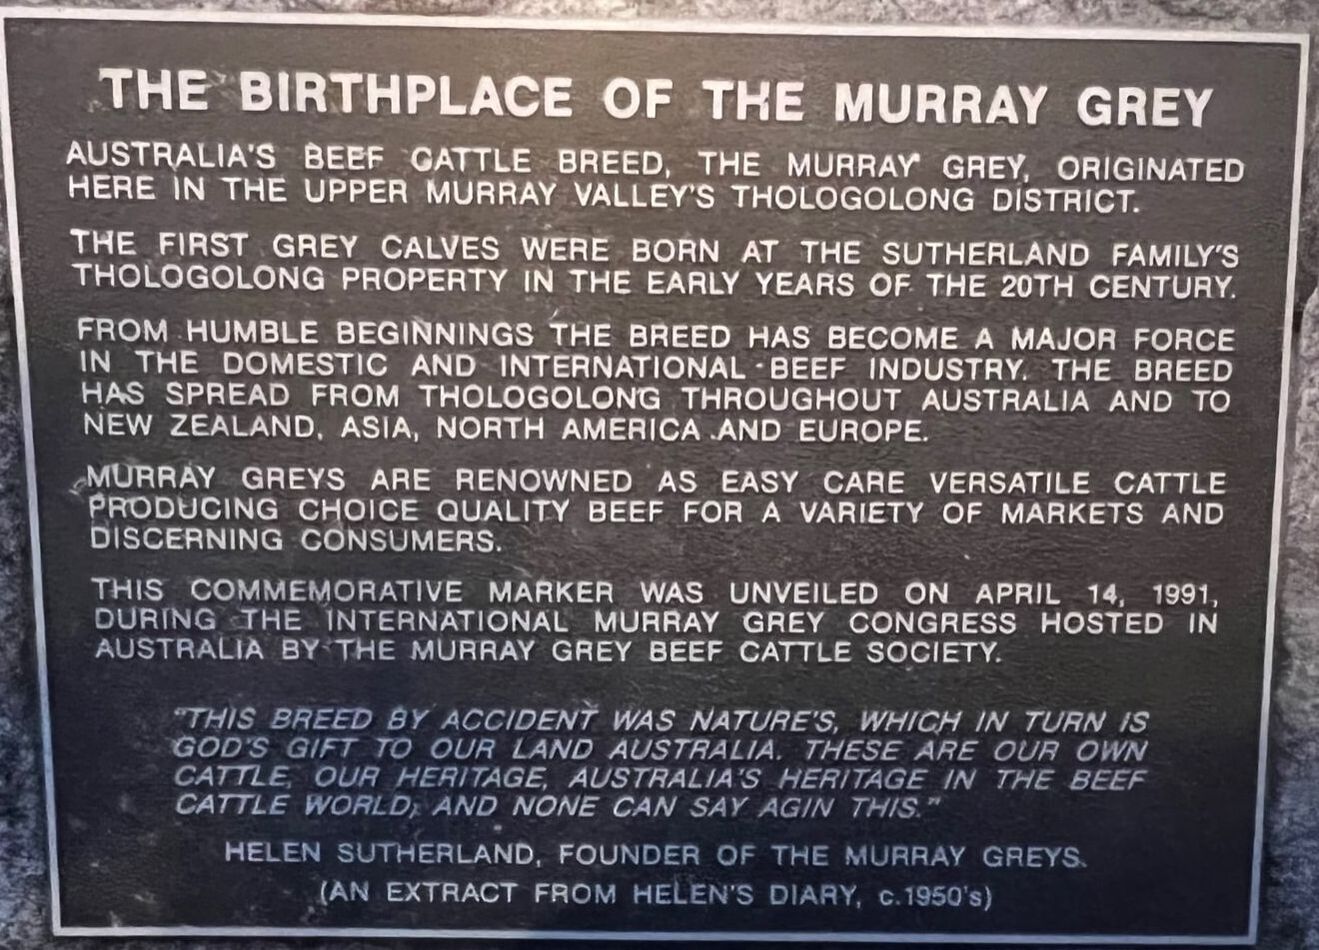 THE BIRTHPLACE OF THE MURRAY GREY
AUSTRALIA'S BEEF CATTLE BREED, THE MURRAY GREY, ORIGINATED
HERE IN THE UPPER MURRAY VALLEY'S THOLOGOLONG DISTRICT.
THE FIRST GREY CALVES WERE BORN AT THE SUTHERLAND FAMILY'S
THOLOGOLONG PROPERTY IN THE EARLY YEARS OF THE 20TH CENTURY.
FROM HUMBLE BEGINNINGS THE BREED HAS BECOME A MAJOR FORCE
IN THE DOMESTIC AND INTERNATIONAL BEEF INDUSTRY. THE BREED
HAS SPREAD FROM THOLOGOLONG THROUGHOUT AUSTRALIA AND TO
NEW ZEALAND, ASIA, NORTH AMERICA AND EUROPE.
MURRAY GREYS ARE RENOWNED AS EASY CARE VERSATILE CATTLE
PRODUCING CHOICE QUALITY BEEF FOR A VARIETY OF MARKETS AND
DISCERNING CONSUMERS.
THIS COMMEMORATIVE MARKER WAS UNVEILED ON APRIL 14, 1991,
DURING THE INTERNATIONAL MURRAY GREY CONGRESS HOSTED IN
AUSTRALIA BY THE MURRAY GREY BEEF CATTLE SOCIETY.
"THIS BREED BY ACCIDENT WAS NATURE'S, WHICH IN TURN IS
GOD'S GIFT TO OUR LAND AUSTRALIA. THESE ARE OUR OWN
CATTLE, OUR HERITAGE, AUSTRALIA'S HERITAGE IN THE BEEF
CATTLE WORLD; AND NONE CAN SAY AGIN THIS."
HELEN SUTHERLAND, FOUNDER OF THE MURRAY GREYS.
(AN EXTRACT FROM HELEN'S DIARY, c.1950's)